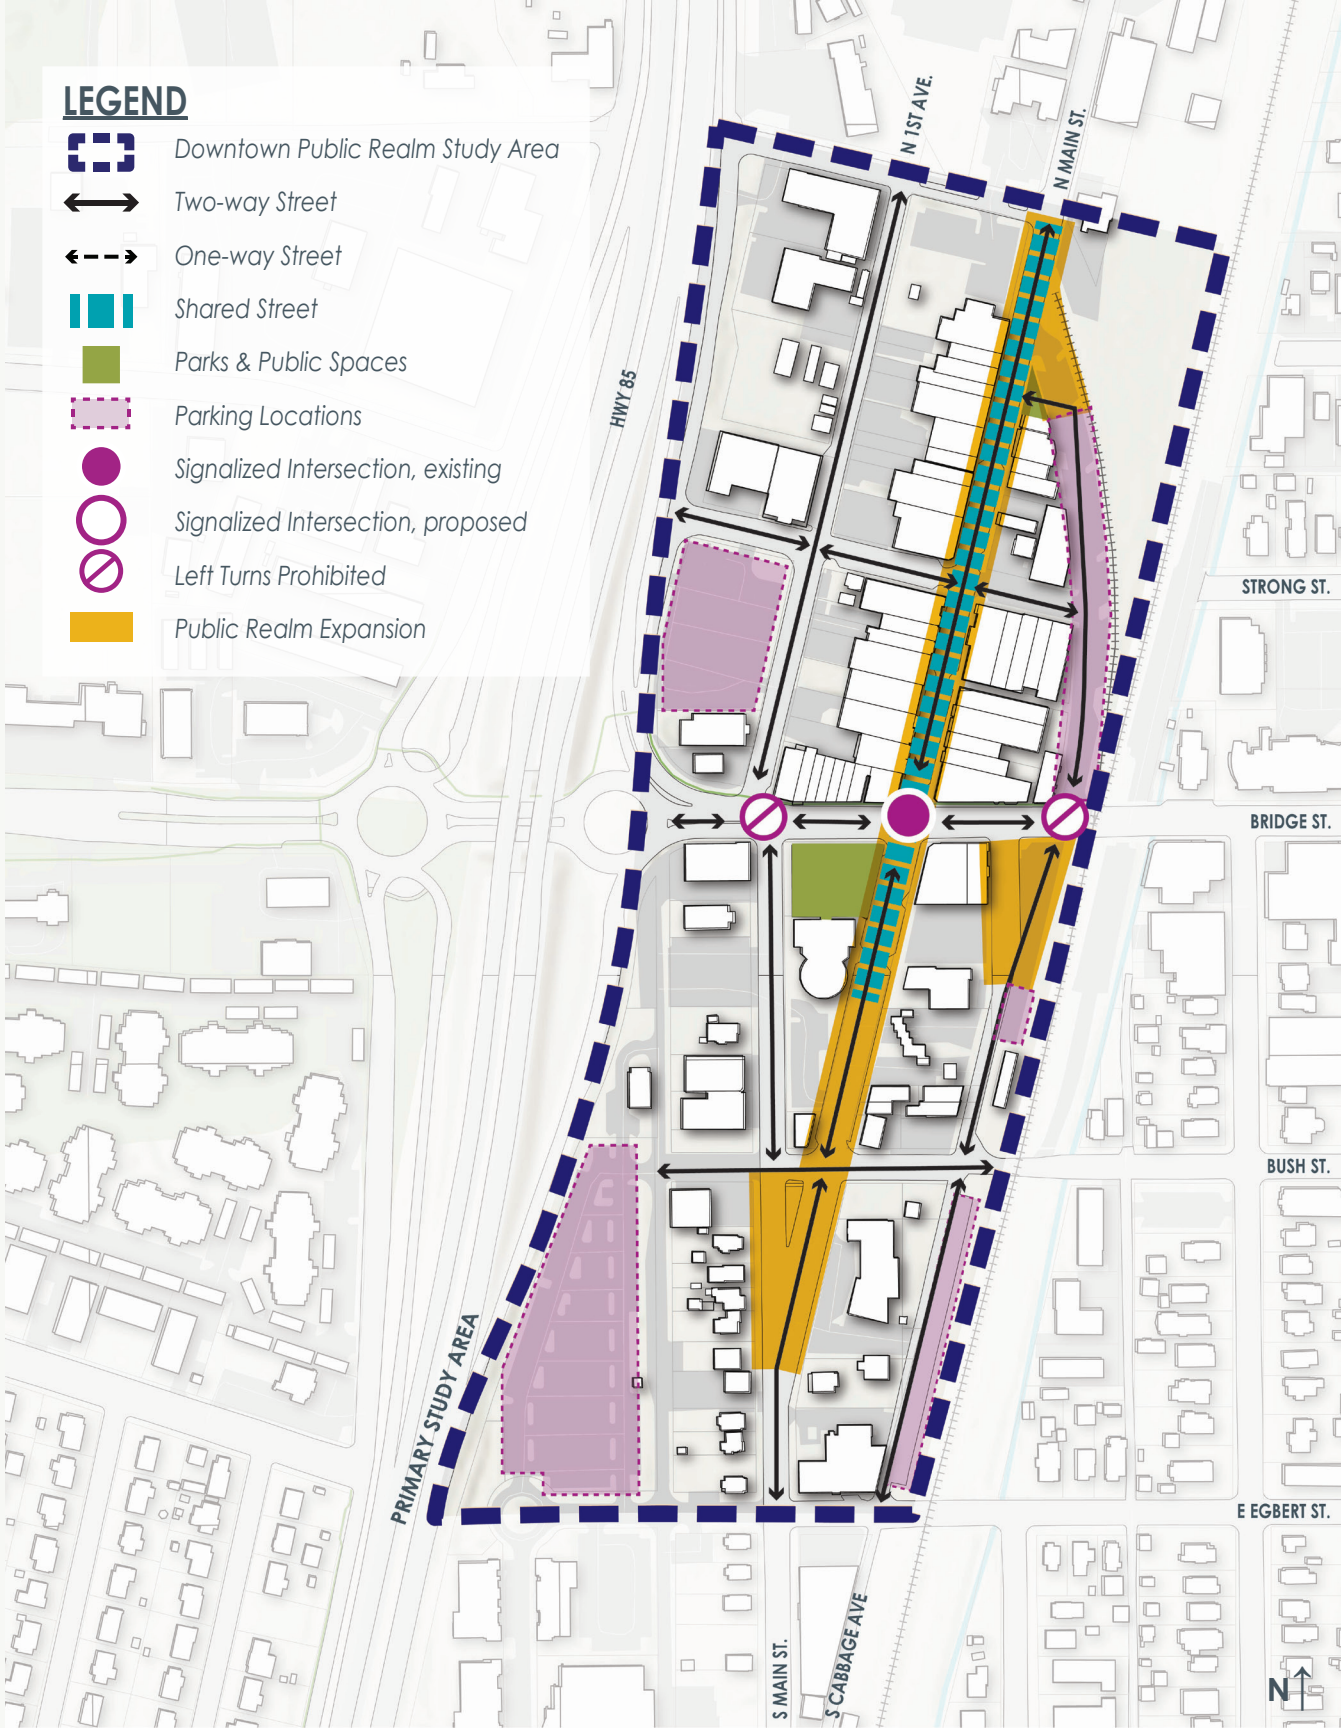 LEGEND
Downtown Public Realm Study Area
Two-way Street
One-way Street
Shared Street
Parks & Public Spaces
Parking Locations
Signalized Intersection, existing
Signalized Intersection, proposed
Left Turns Prohibited
Public Realm Expansion
N 1ST AVE.
N MAIN ST.
HWY 85
STRONG ST.
BRIDGE ST.
BUSH ST.
PRIMARY STUDY AREA
E EGBERT ST.
S MAIN ST.
S CABBAGE AVE
N